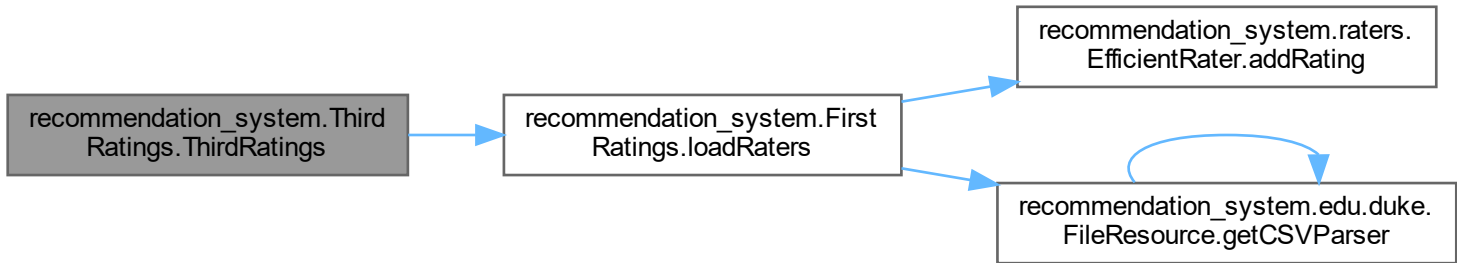 recommendation_system.Third
Ratings.ThirdRatings
recommendation_system.First
Ratings.loadRaters
recommendation_system.raters.
EfficientRater.addRating
recommendation_system.edu.duke.
FileResource.getCSVParser